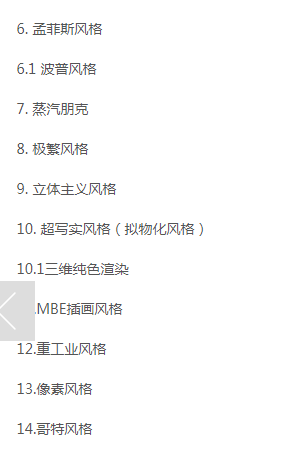 6. 孟菲斯风格
6.1 波普风格
7. 蒸汽朋克
8. 极繁风格
9. 立体主义风格
10. 超写实风格（拟物化风格）
10.1三维纯色渲染
.MBE插画风格
12.重工业风格
13.像素风格
14.哥特风格